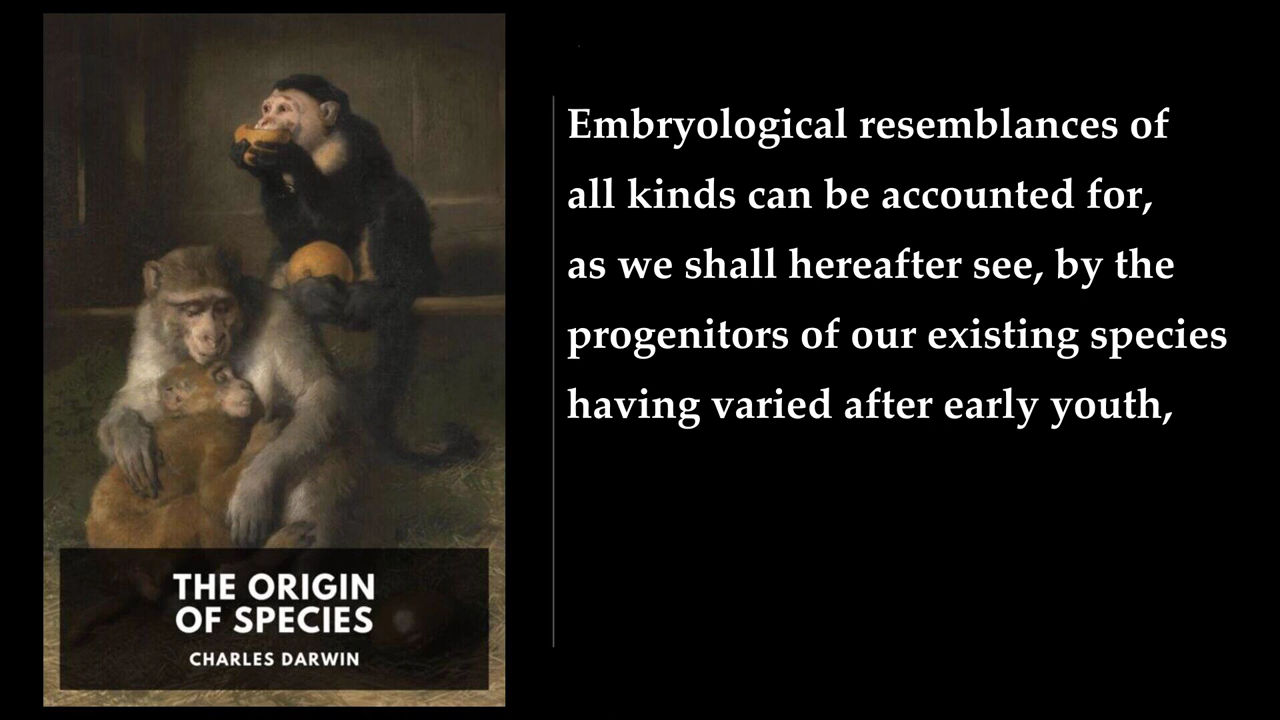 THE ORIGIN
OF SPECIES
CHARLES DARWIN
Embryological resemblances of
all kinds can be accounted for,
as we shall hereafter see, by the
progenitors of our existing species
having varied after early youth,